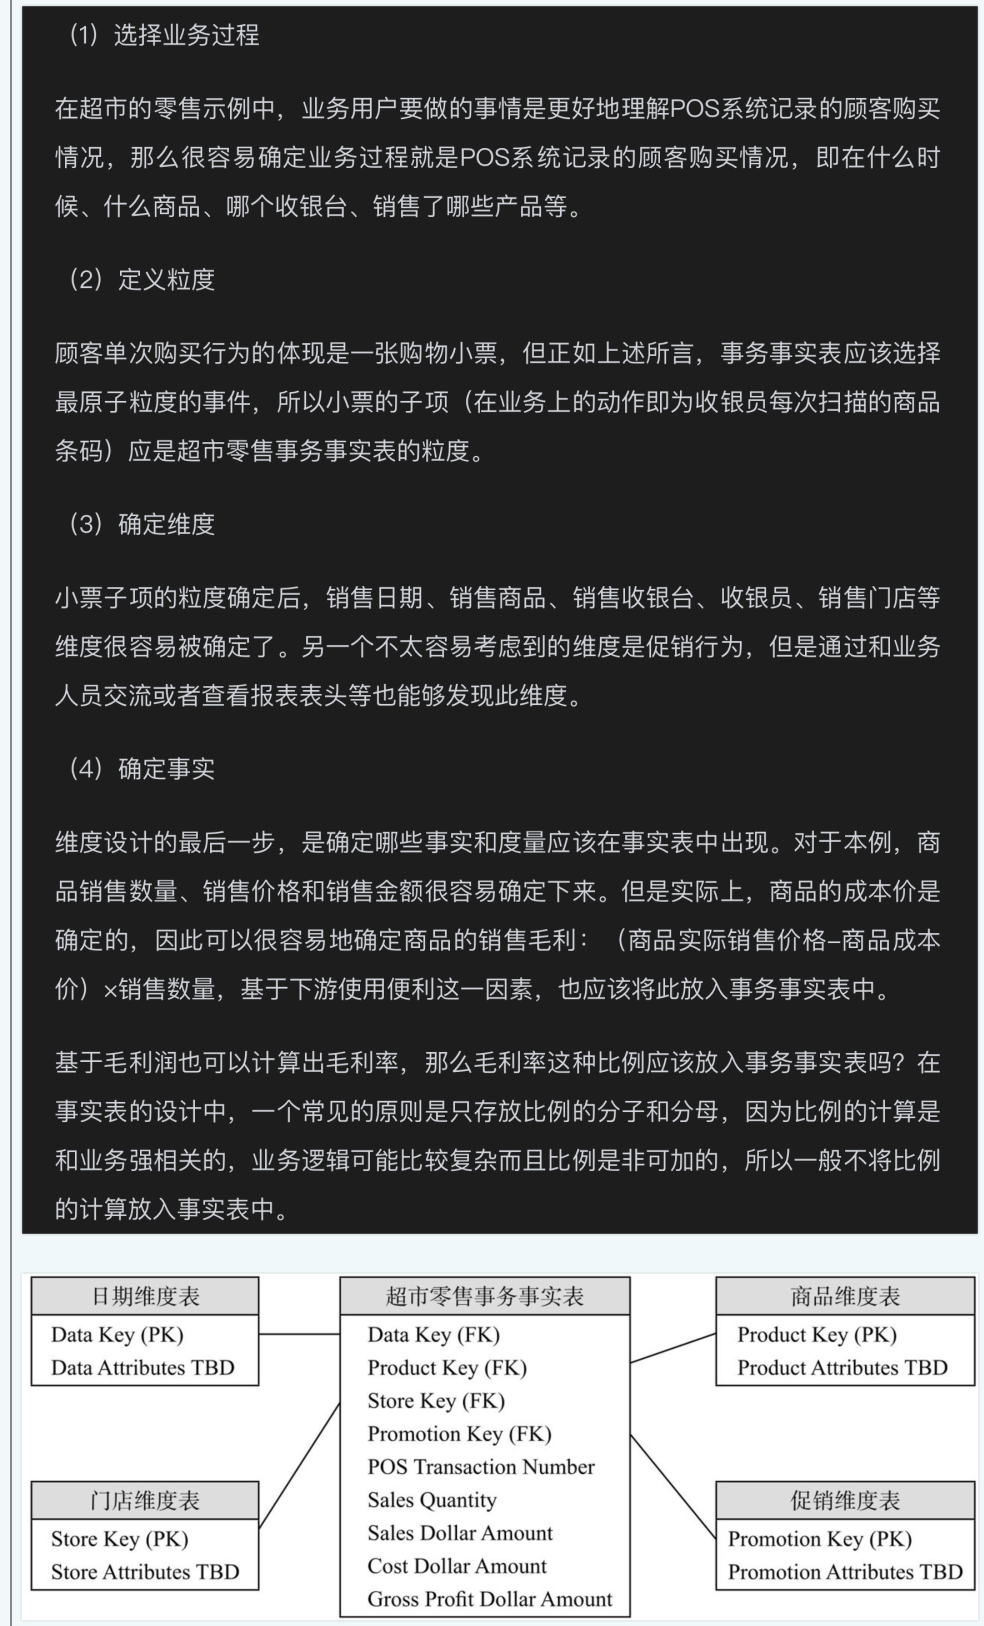 （1）选择业务过程
在超市的零售示例中，业务用户要做的事情是更好地理解POS系统记录的顾客购买
情况，那么很容易确定业务过程就是POS系统记录的顾客购买情况，即在什么时
候、什么商品、哪个收银台、销售了哪些产品等。
（2）定义粒度
顾客单次购买行为的体现是一张购物小票，但正如上述所言，事务事实表应该选择
最原子粒度的事件，所以小票的子项（在业务上的动作即为收银员每次扫描的商品
条码）应是超市零售事务事实表的粒度。
（3）确定维度
小票子项的粒度确定后，销售日期、销售商品、销售收银台、收银员、销售门店等
维度很容易被确定了。另一个不太容易考虑到的维度是促销行为，但是通过和业务
人员交流或者查看报表表头等也能够发现此维度。
（4）确定事实
维度设计的最后一步，是确定哪些事实和度量应该在事实表中出现。对于本例，商
品销售数量、销售价格和销售金额很容易确定下来。但是实际上，商品的成本价是
确定的，因此可以很容易地确定商品的销售毛利：（商品实际销售价格–商品成本
价）×销售数量，基于下游使用便利这一因素，也应该将此放入事务事实表中。
基于毛利润也可以计算出毛利率，那么毛利率这种比例应该放入事务事实表吗？在
事实表的设计中，一个常见的原则是只存放比例的分子和分母，因为比例的计算是
和业务强相关的，业务逻辑可能比较复杂而且比例是非可加的，所以一般不将比例
的计算放入事实表中。
日期维度表
Data Key (PK)
Data Attributes TBD
门店维度表
Store Key (PK)
Store Attributes TBD
超市零售事务事实表
Data Key (FK)
Product Key (FK)
Store Key (FK)
Promotion Key (FK)
POS Transaction Number
Sales Quantity
Sales Dollar Amount
Cost Dollar Amount
Gross Profit Dollar Amount
商品维度表
Product Key (PK)
Product Attributes TBD
促销维度表
Promotion Key (PK)
Promotion Attributes TBD